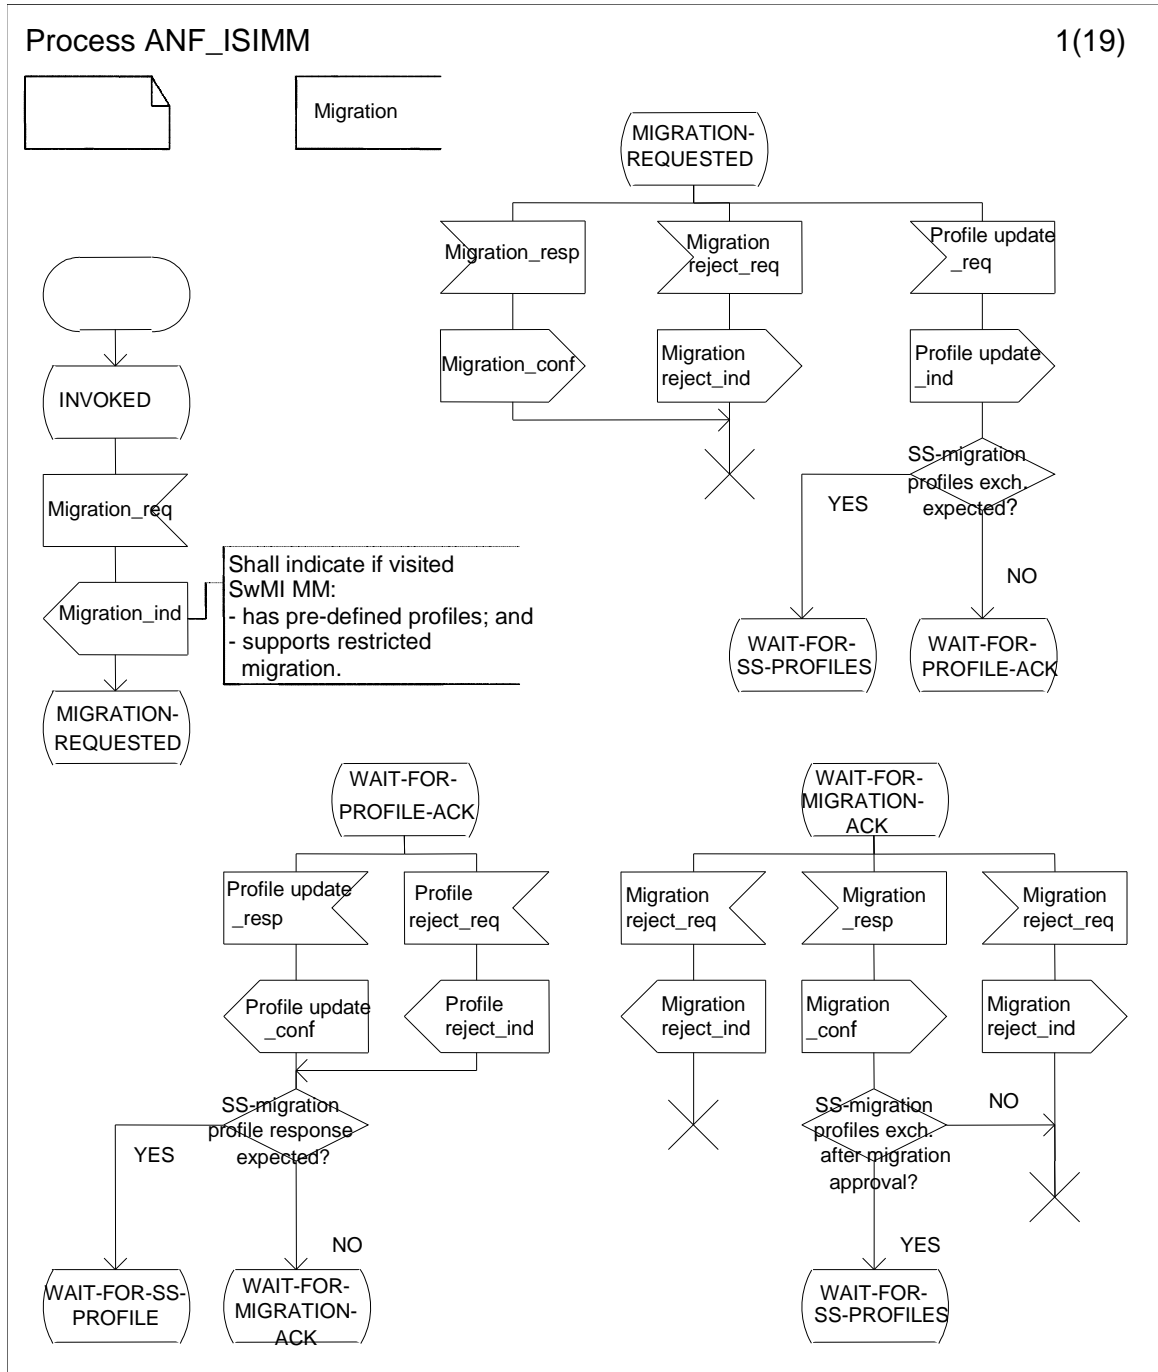 Process ANF_ISIMM
1(19)
Migration
MIGRATION-
REQUESTED
Migration_resp
Migration
reject_req
Profile update
_req
Migration_conf
Migration
reject_ind
Profile update
_ind
SS-migration
profiles exch.
expected?
YES
NO
WAIT-FOR-
SS-PROFILES
WAIT-FOR-
PROFILE-ACK
INVOKED
Migration_req
Migration_ind
Shall indicate if visited
SwMI MM:
- has pre-defined profiles; and
- supports restricted
migration.
MIGRATION-
REQUESTED
WAIT-FOR-
PROFILE-ACK
Profile update
_resp
Profile
reject_req
Profile update
_conf
Profile
reject_ind
SS-migration
profile response
expected?
YES
NO
WAIT-FOR-SS-
PROFILE
WAIT-FOR-
MIGRATION-
ACK
WAIT-FOR-
MIGRATION-
ACK
Migration
reject_req
Migration
_resp
Migration
reject_req
Migration
reject_ind
Migration
_conf
Migration
reject_ind
SS-migration
profiles exch.
after migration
approval?
NO
YES
WAIT-FOR-
SS-PROFILES